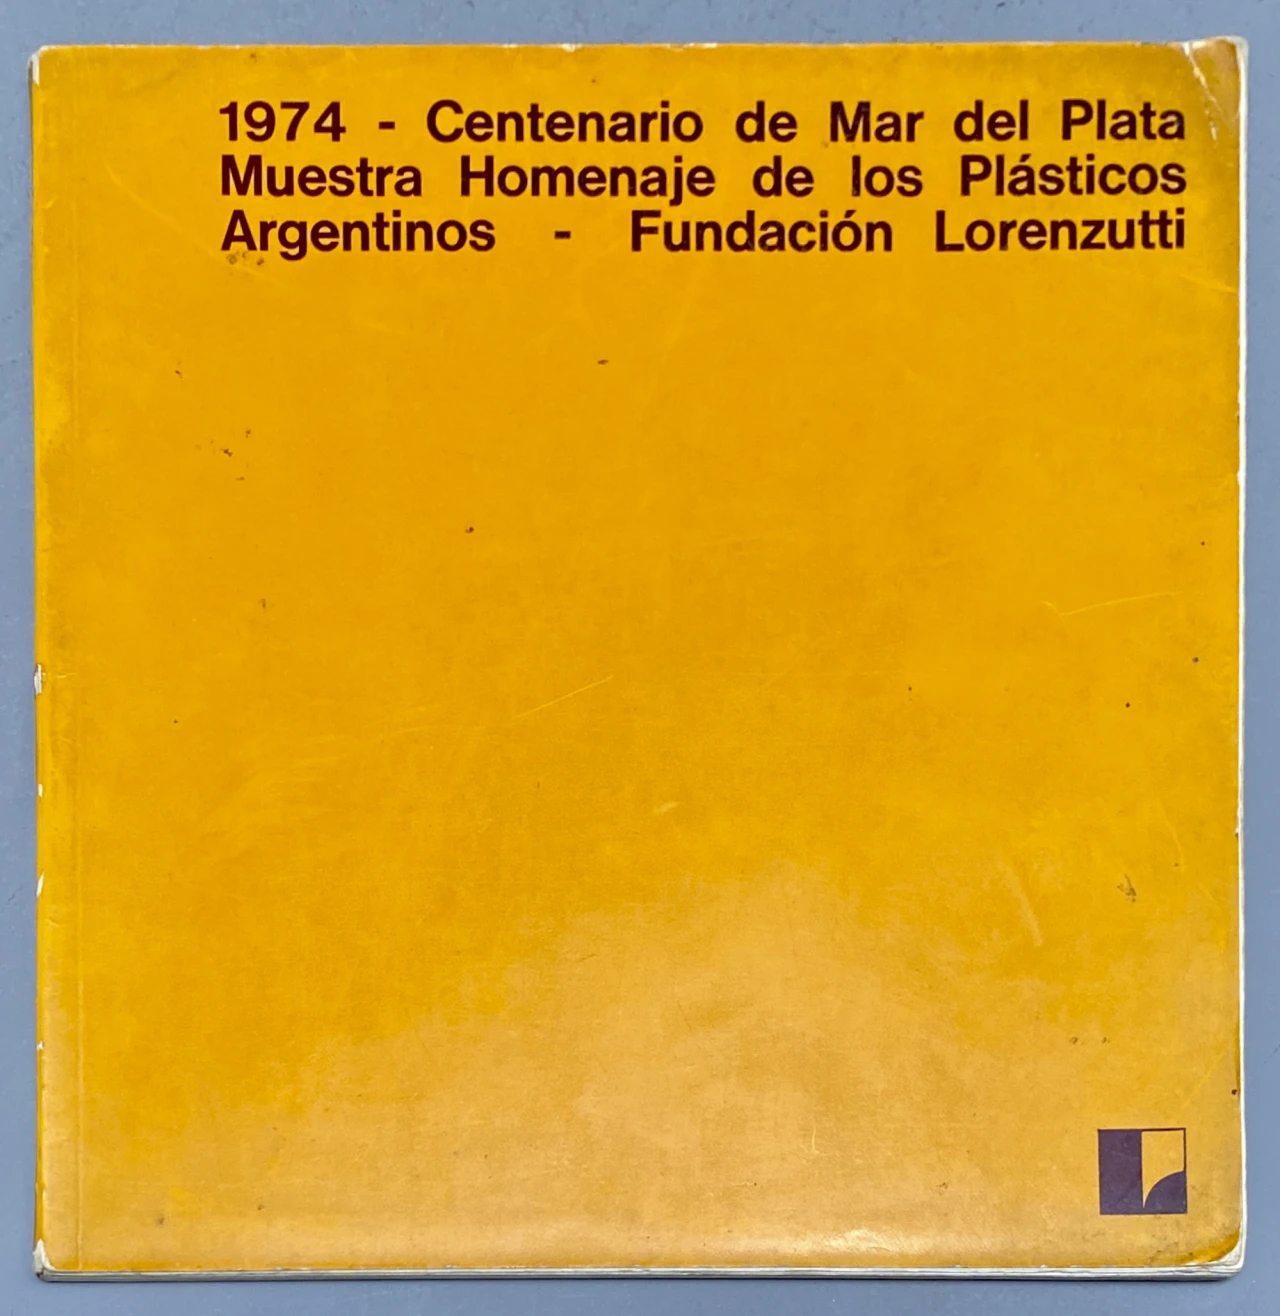 1974 - Centenario de Mar del Plata
Muestra Homenaje de los Plásticos
Argentinos - Fundación Lorenzutti